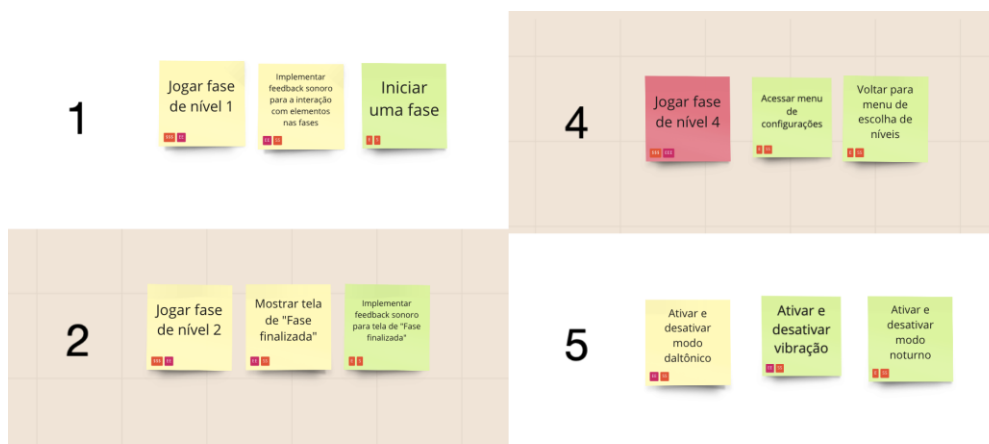 1
Jogar fase
de nível 1
Implementar
feedback sonoro
para a interação
com elementos
nas fases
Iniciar
uma fase
2
Jogar fase
de nível 2
Mostrar tela
de "Fase
finalizada"
Implementar
feedback sonoro
para tela de "Fase
finalizada"
4
Jogar fase
de nível 4
Acessar menu
de
configurações
Voltar para
menu de
escolha de
níveis
5
Ativar e
desativar
modo
daltônico
Ativar e
desativar
vibração
Ativar e
desativar
modo
noturno